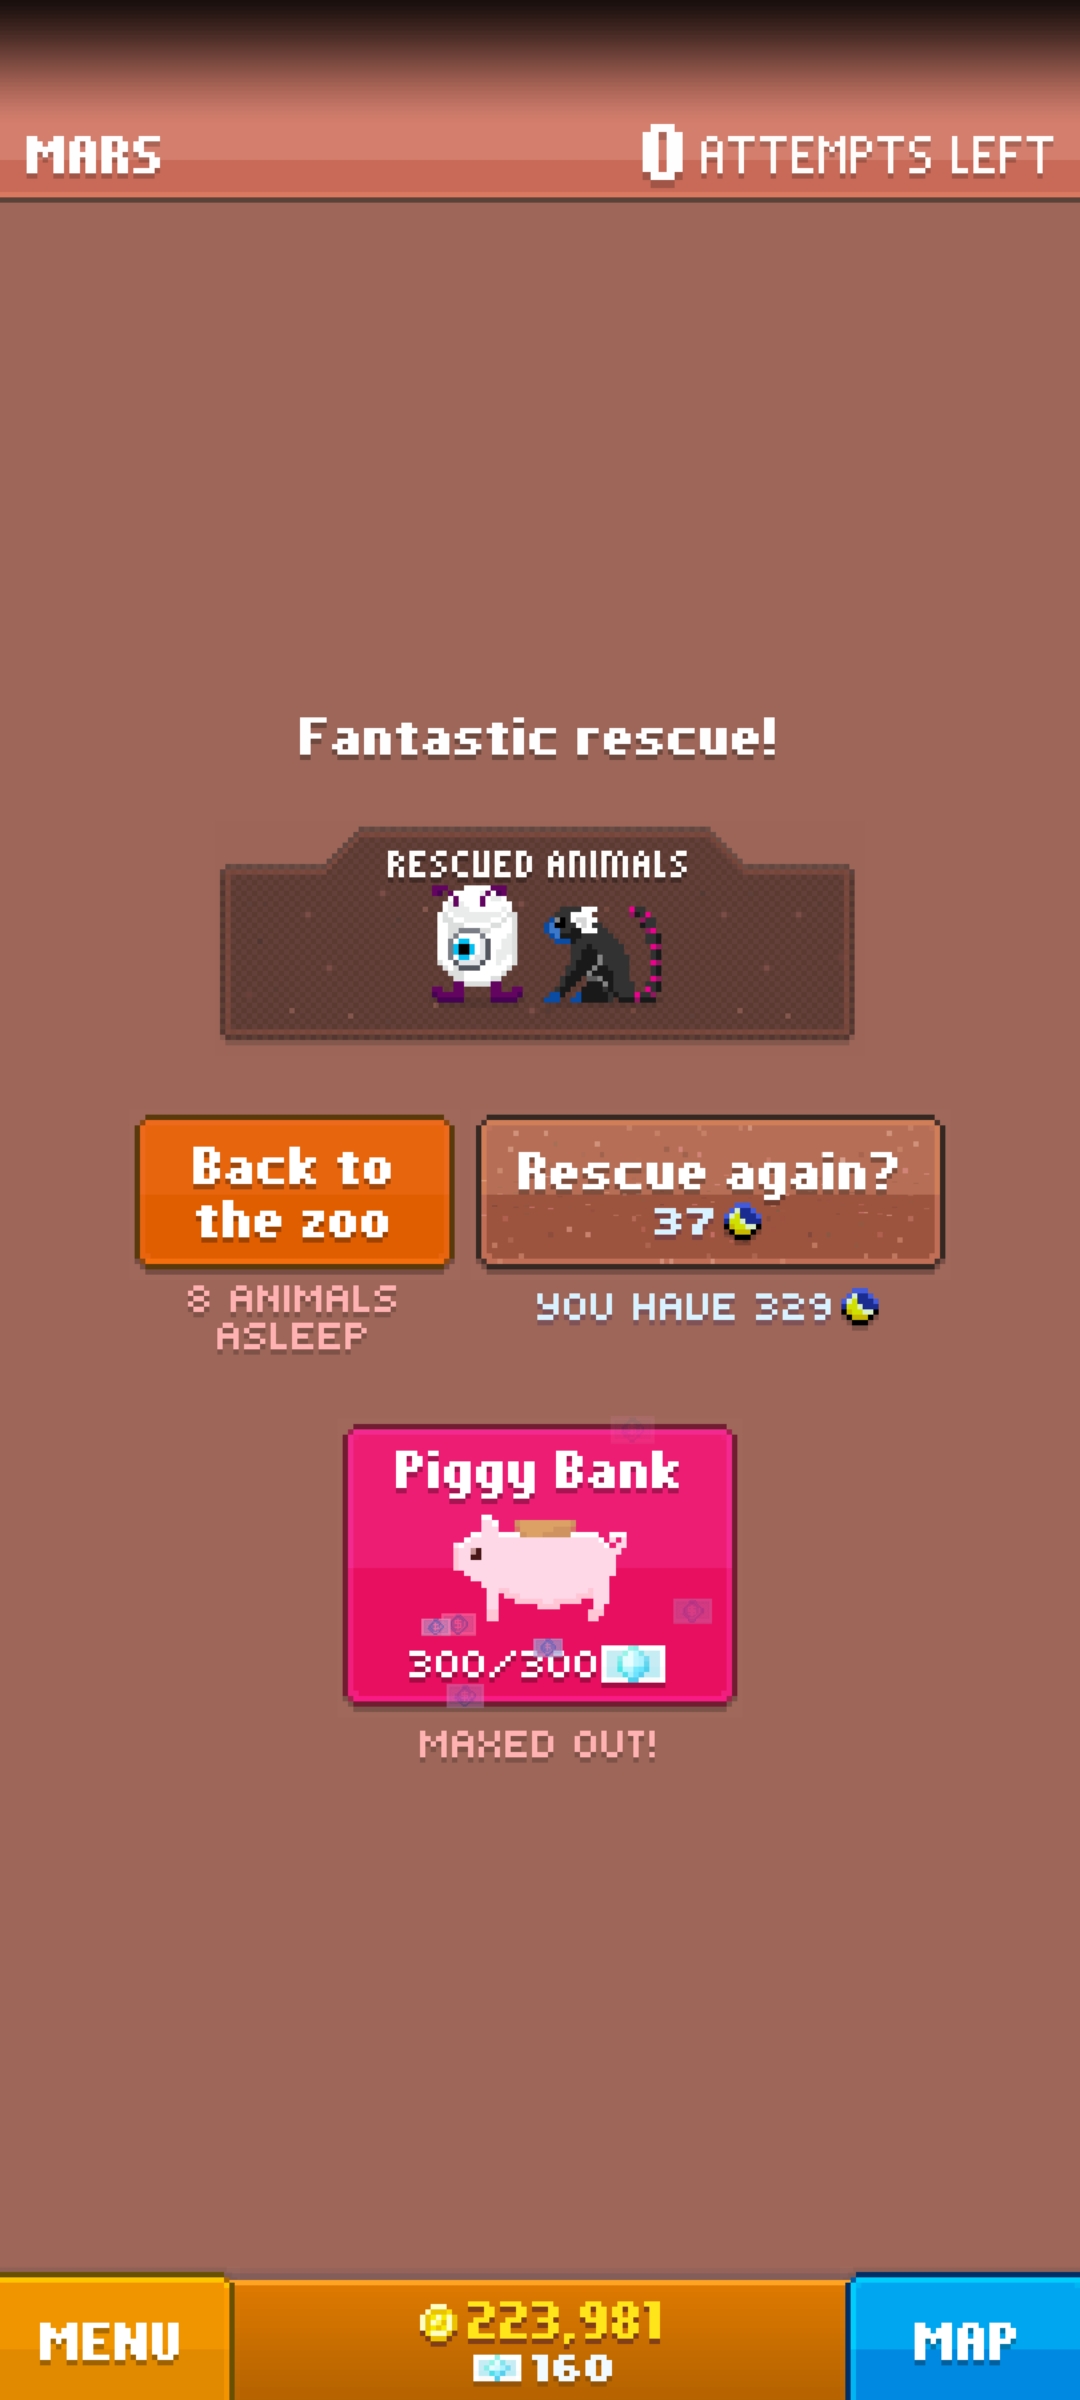 MARS
0 ATTEMPTS LEFT
Fantastic rescue!
RESCUED ANIMALS
Back to
the zoo
Rescue again?
37
8 ANIMALS
ASLEEP
YOU HAVE 329
Piggy Bank
300/300
MAXED OUT!
MENU
223,981
160
MAP